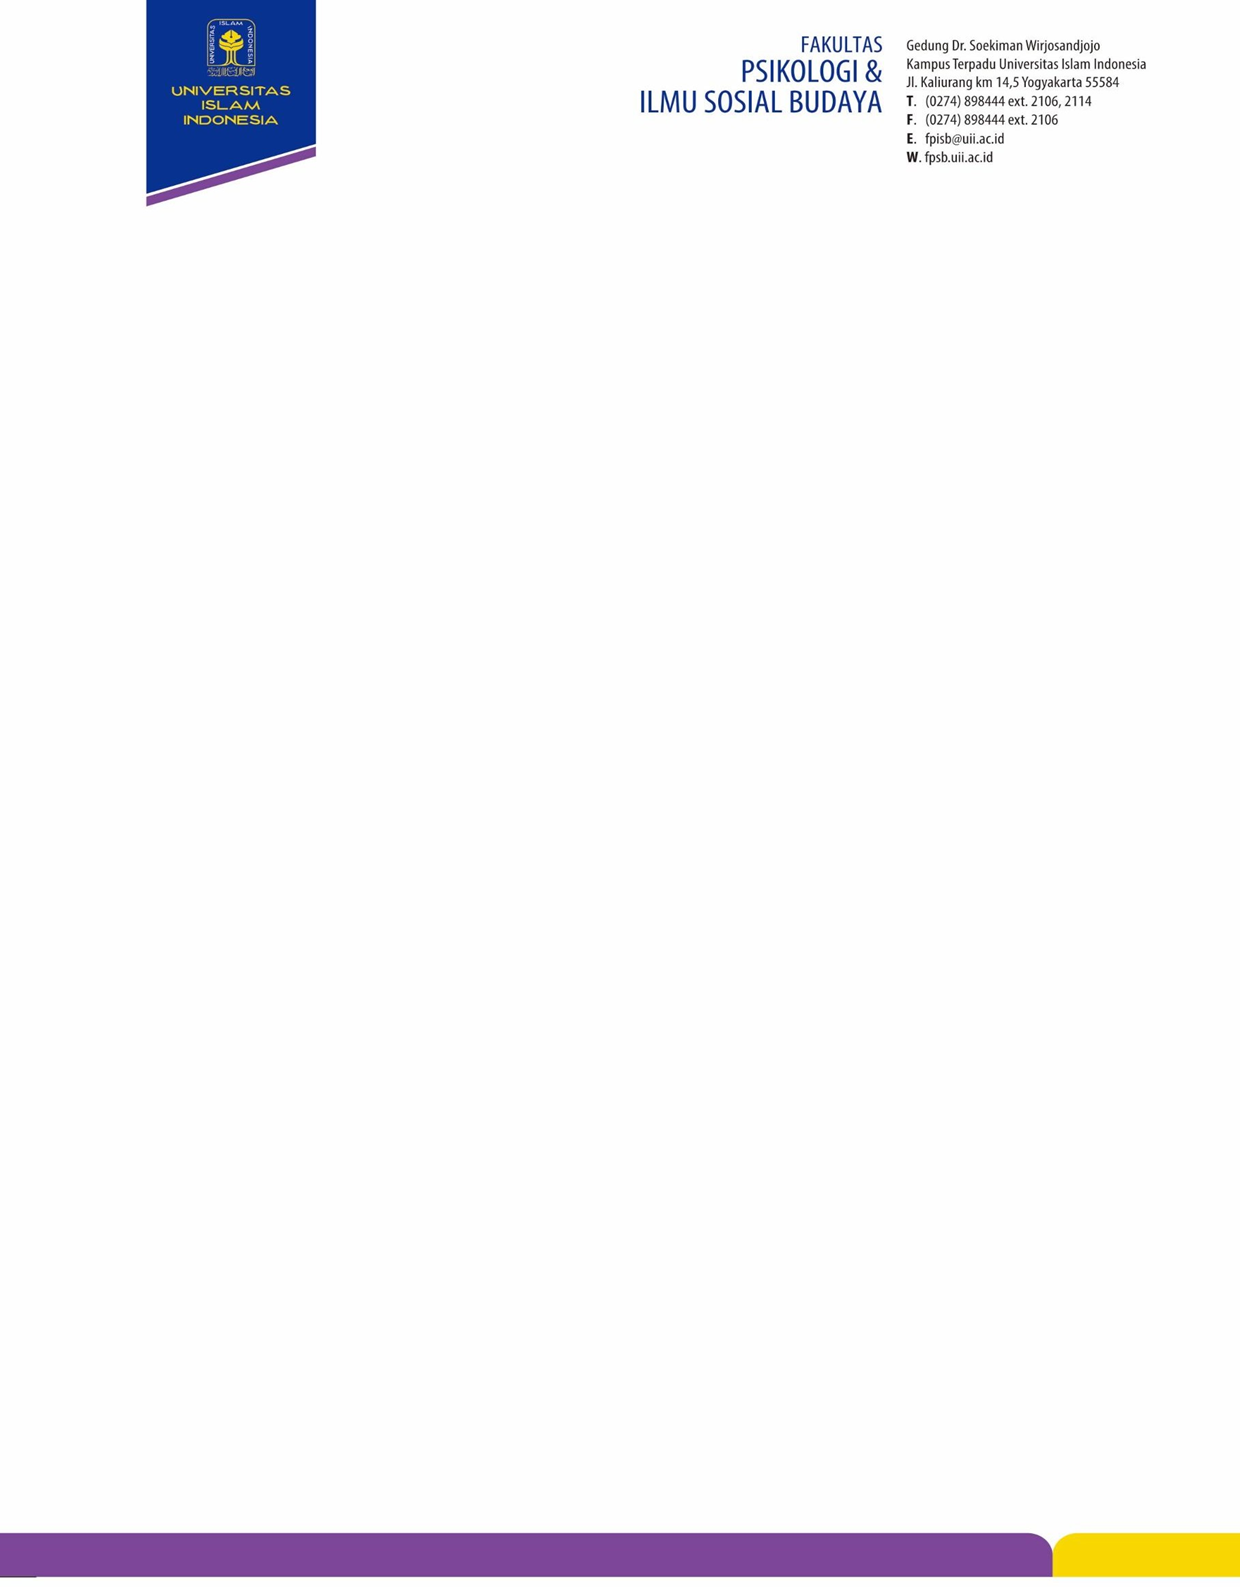 UNIVERSITAS
ISLAM
INDONESIA
UNIVERSITAS
ISLAM
INDONESIA
FAKULTAS
PSIKOLOGI &
ILMU SOSIAL BUDAYA
Gedung Dr. Soekiman Wirjosandjojo
Kampus Terpadu Universitas Islam Indonesia
Jl. Kaliurang km 14,5 Yogyakarta 55584
T. (0274) 898444 ext. 2106, 2114
F. (0274) 898444 ext. 2106
E. fpisb@uii.ac.id
W. fpsb.uii.ac.id